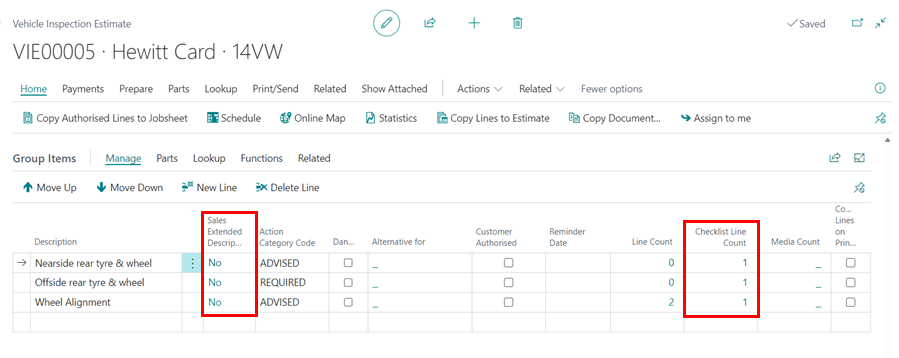 Vehicle Inspection Estimate
Saved
VIE00005 · Hewitt Card · 14VW
Home Payments Prepare Parts Lookup Print/Send Related Show Attached Actions Related Fewer options
Copy Authorised Lines to Jobsheet Schedule Online Map Statistics Copy Lines to Estimate Copy Document... Assign to me
Group Items Manage Parts Lookup Functions Related
Move Up Move Down New Line Delete Line
Description
Sales
Extended
Descrip...
Action
Category Code
Dan...
Alternative for
Customer
Authorised
Reminder
Date
Line Count
Checklist Line
Count
Media Count
Co...
Lines
on
Prin...
Nearside rear tyre & wheel No ADVISED _ 0 1 _
Offside rear tyre & wheel No REQUIRED _ 0 1 _
Wheel Alignment No ADVISED _ 2 1 _